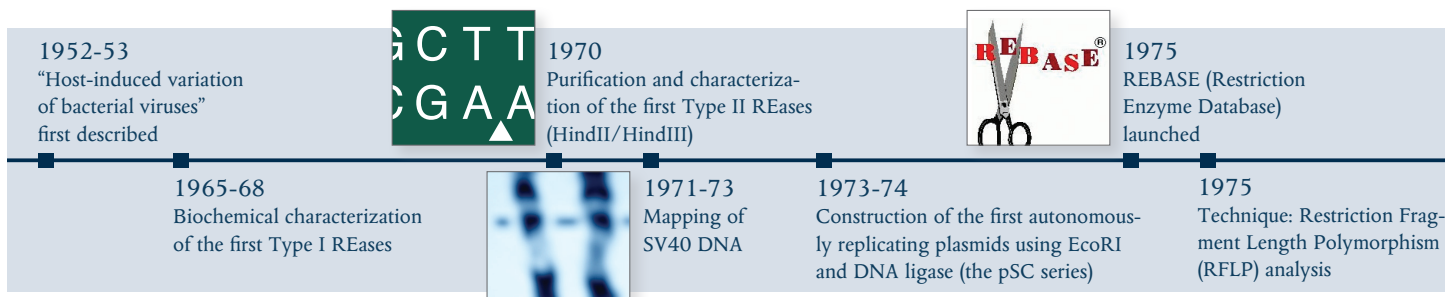 1952-53
“Host-induced variation
of bacterial viruses”
first described
GCTT
CGAA
1970
Purification and characteriza-
tion of the first Type II REases
(HindII/HindIII)
REBASE®
1975
REBASE (Restriction
Enzyme Database)
launched
1965-68
Biochemical characterization
of the first Type I REases
1971-73
Mapping of
SV40 DNA
1973-74
Construction of the first autonomous-
ly replicating plasmids using EcoRI
and DNA ligase (the pSC series)
1975
Technique: Restriction Frag-
ment Length Polymorphism
(RFLP) analysis